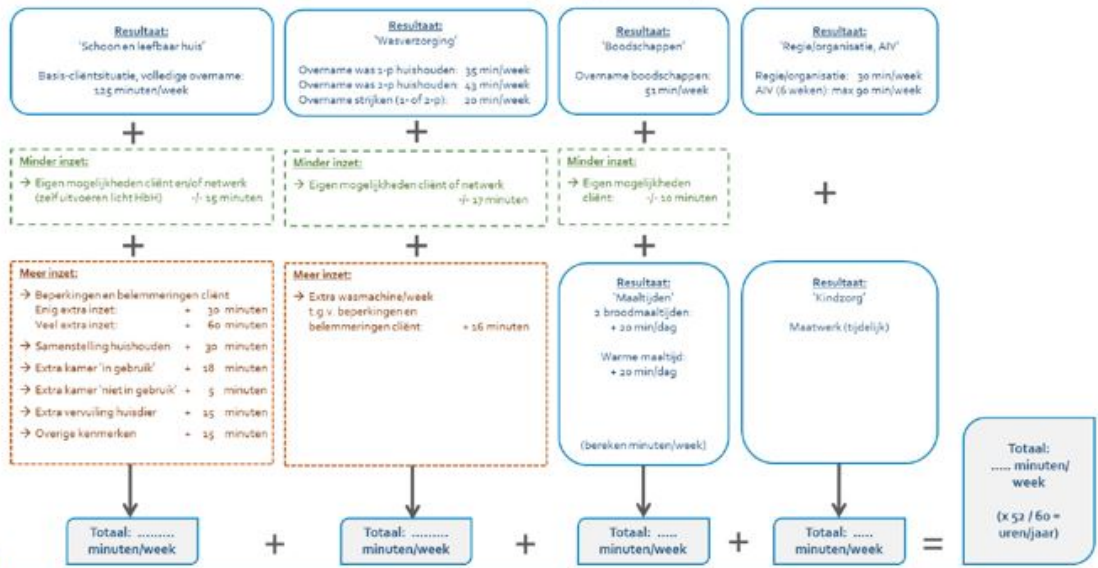 Resultaat:
'Schoon en leefbaar huis'
Basis-cliëntsituatie, volledige overname:
125 minuten/week
Resultaat:
'Wasverzorging'
Overname was 1-p huishouden: 35 min/week
Overname was 2-p huishouden: 43 min/week
Overname strijken (1- of 2-p): 20 min/week
Resultaat:
'Boodschappen'
Overname boodschappen:
51 min/week
Resultaat:
'Regie/organisatie, AIV'
Regie/organisatie: 30 min/week
AIV (6 weken): max 90 min/week
+
+
+
Minder inzet:
→ Eigen mogelijkheden cliënt en/of netwerk
(zelf uitvoeren licht HbH) -/- 15 minuten
Minder inzet:
→ Eigen mogelijkheden cliënt of netwerk
-/- 17 minuten
Minder inzet:
→ Eigen mogelijkheden
cliënt: -/- 10 minuten
+
+
+
+
Meer inzet:
→ Beperkingen en belemmeringen cliënt
Enig extra inzet: + 30 minuten
Veel extra inzet: + 60 minuten
→ Samenstelling huishouden + 30 minuten
→ Extra kamer 'in gebruik' + 18 minuten
→ Extra kamer 'niet in gebruik' + 5 minuten
→ Extra vervuiling huisdier + 15 minuten
→ Overige kenmerken + 15 minuten
Meer inzet:
→ Extra wasmachine/week
t.g.v. beperkingen en
belemmeringen cliënt: + 16 minuten
Resultaat:
'Maaltijden'
2 broodmaaltijden:
+ 20 min/dag
Warme maaltijd:
+ 20 min/dag
(bereken minuten/week)
Resultaat:
'Kindzorg'
Maatwerk (tijdelijk)
Totaal: .........
minuten/week
+
Totaal: .........
minuten/week
+
Totaal: .....
minuten/week
+
Totaal: .....
minuten/week
=
Totaal:
..... minuten/
week
(x 52 / 60 =
uren/jaar)